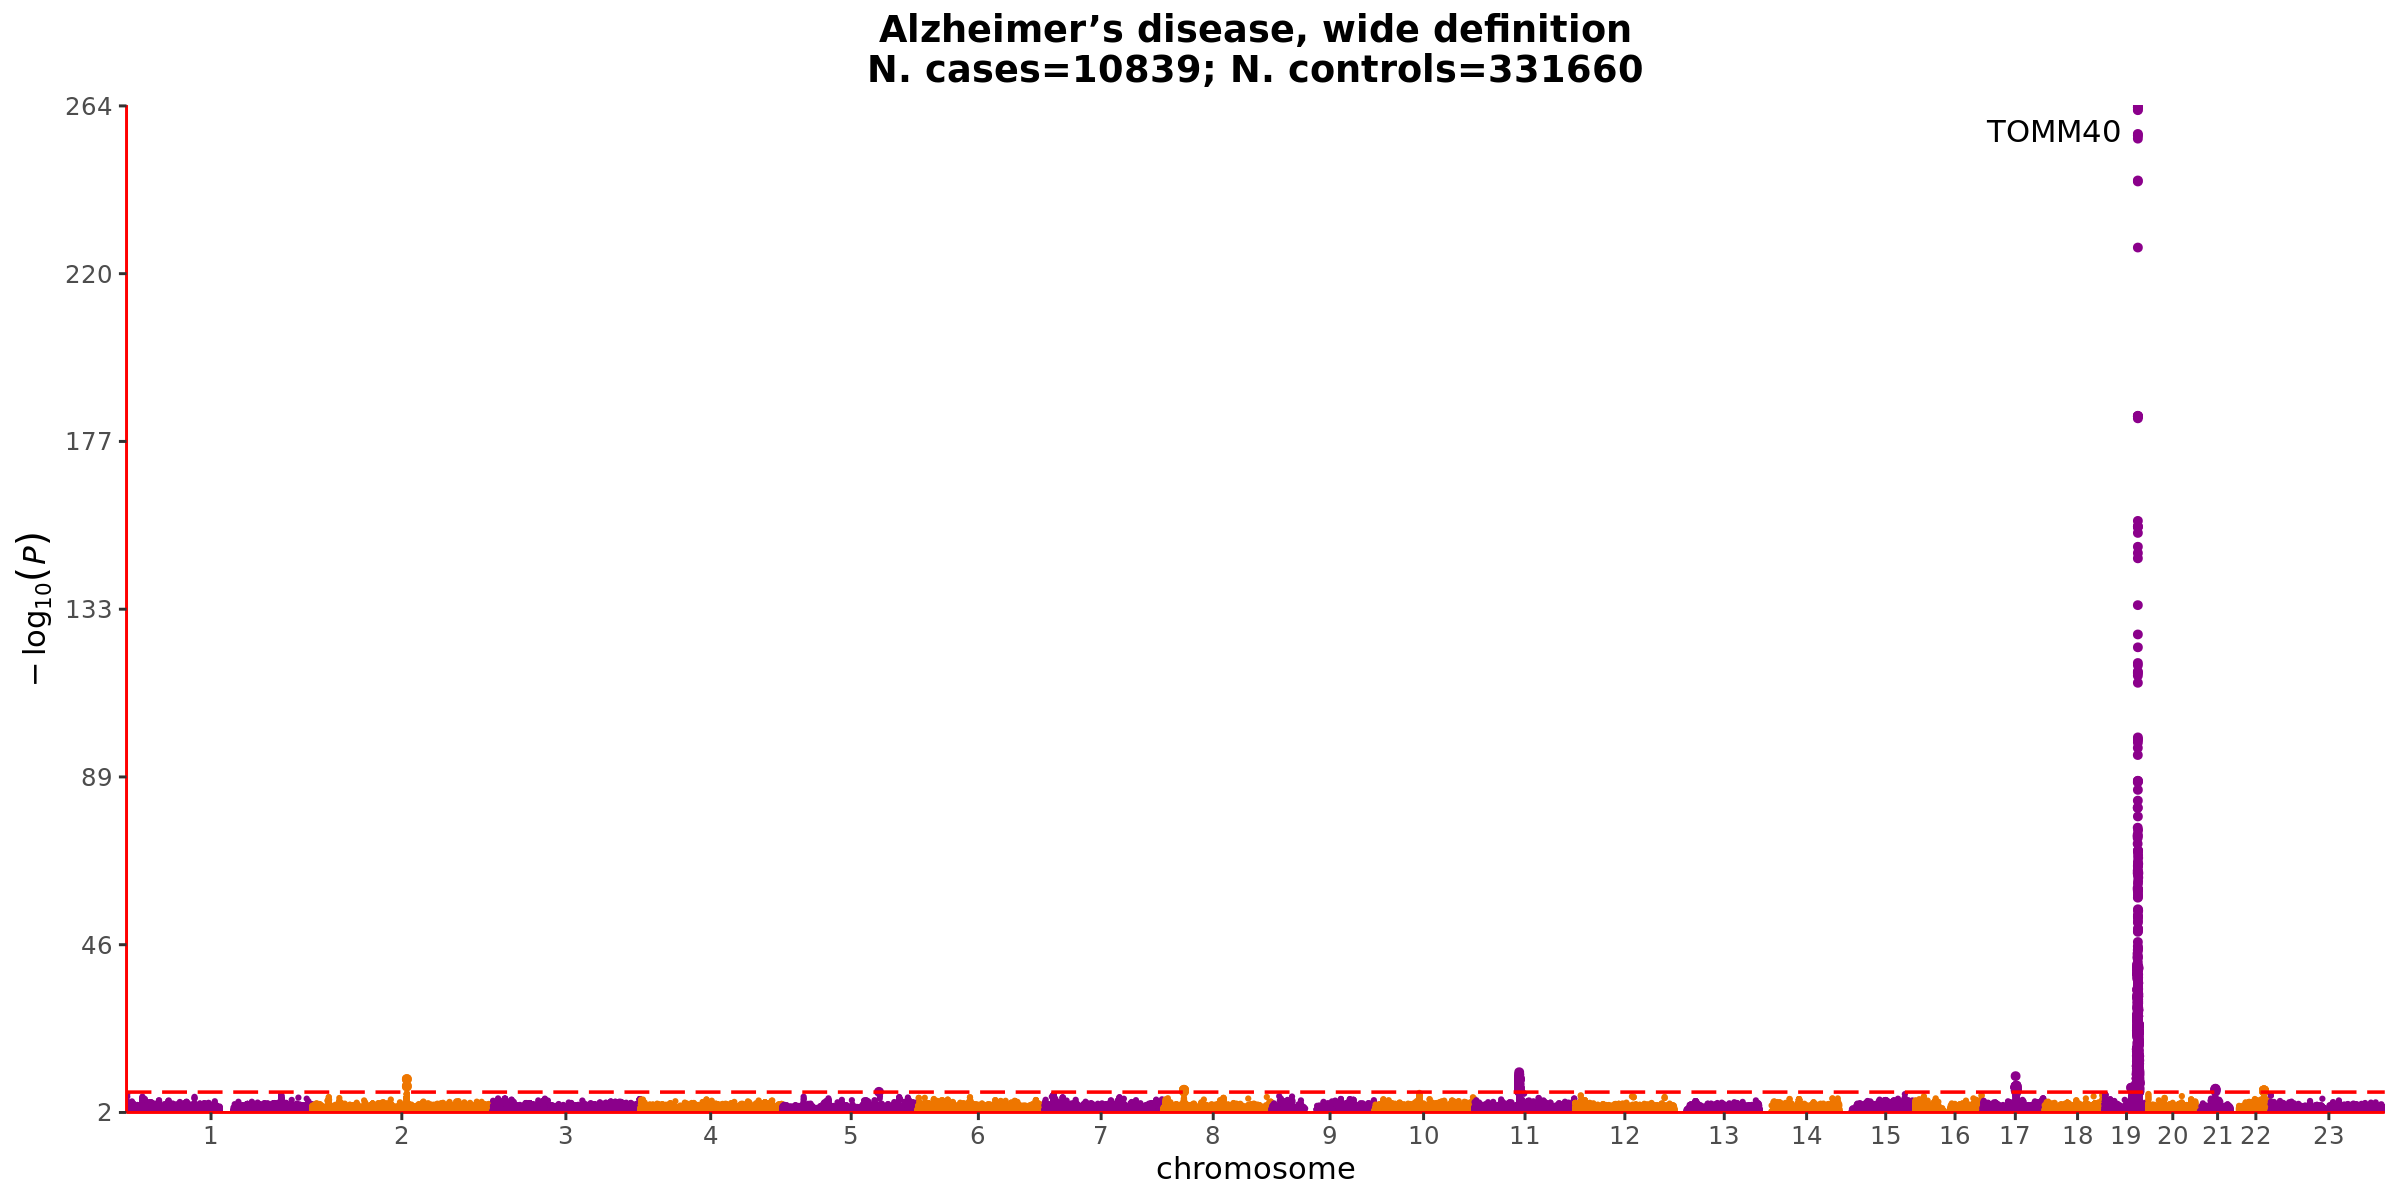 Alzheimer’s disease, wide definition
N. cases=10839; N. controls=331660
264
TOMM40
220
177
133
89
46
2
−log10(P)
1 2 3 4 5 6 7 8 9 10 11 12 13 14 15 16 17 18 19 20 21 22 23
chromosome